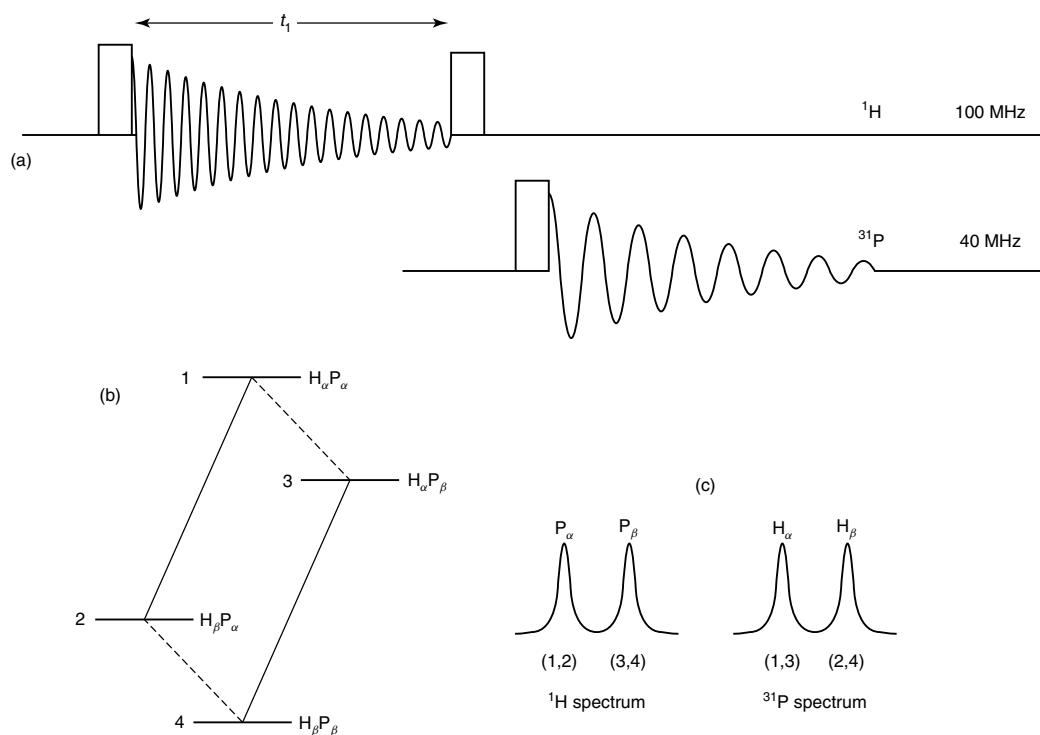 t₁
¹H 100 MHz
(a)
³¹P 40 MHz
(b)
1 HαPα
3 HαPβ
2 HβPα
4 HβPβ
(c)
Pα Pβ Hα Hβ
(1,2) (3,4) (1,3) (2,4)
¹H spectrum ³¹P spectrum